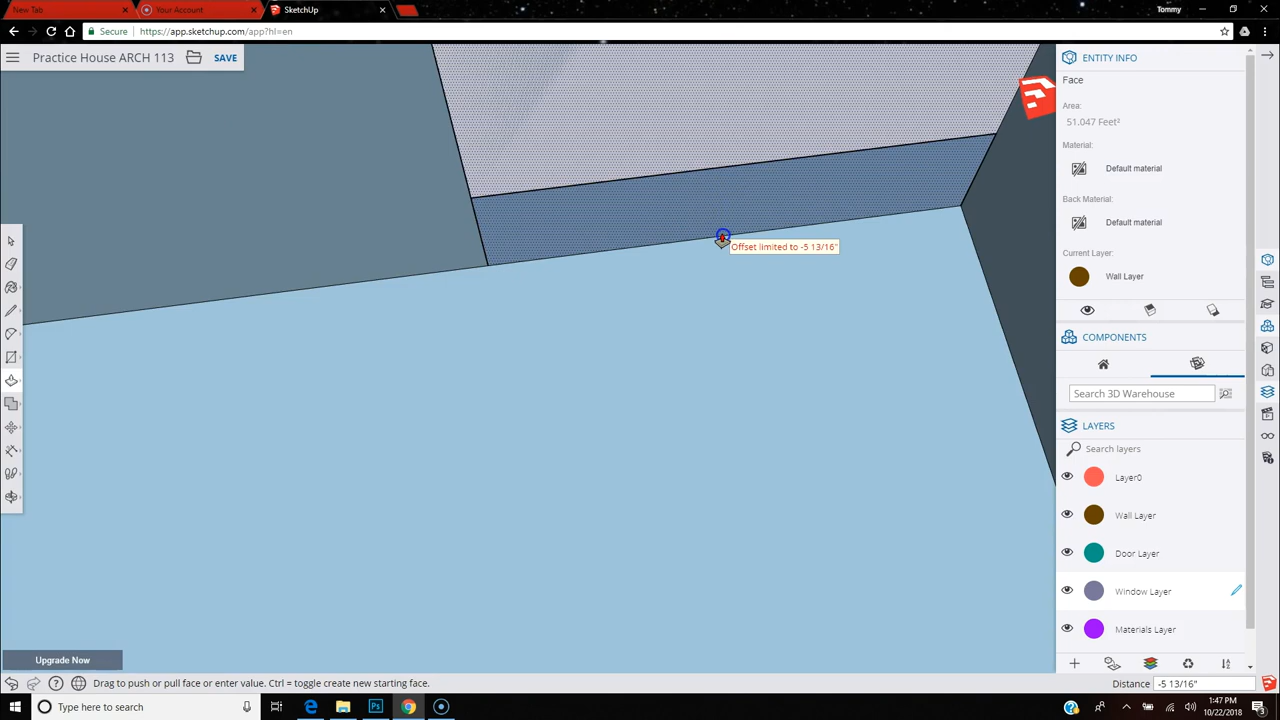 New Tab
Your Account
SketchUp
Tommy
Secure
https://app.sketchup.com/app?hl=en
Practice House ARCH 113
SAVE
ENTITY INFO
Face
Area:
51.047 Feet²
Material:
Default material
Back Material:
Default material
Current Layer:
Wall Layer
Offset limited to -5 13/16"
COMPONENTS
Search 3D Warehouse
LAYERS
Search layers
Layer0
Wall Layer
Door Layer
Window Layer
Materials Layer
Upgrade Now
Drag to push or pull face or enter value. Ctrl = toggle create new starting face.
Distance -5 13/16"
Type here to search
1:47 PM
10/22/2018